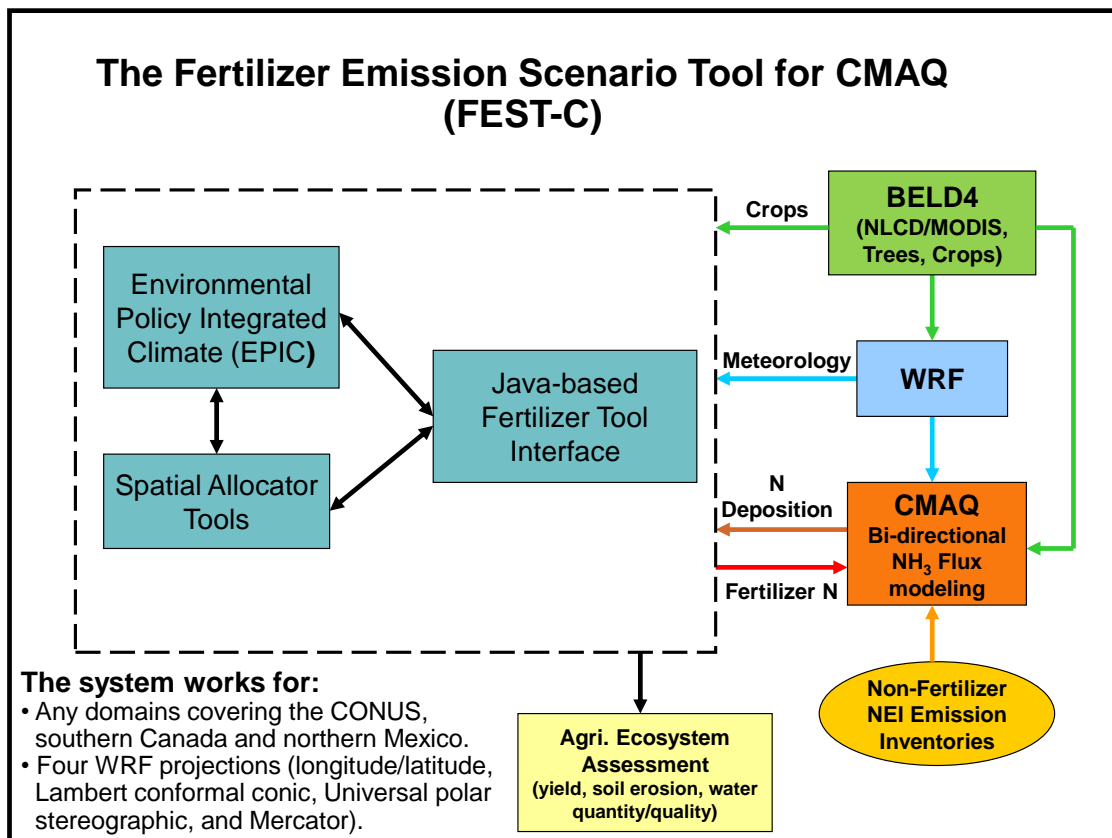 The Fertilizer Emission Scenario Tool for CMAQ
(FEST-C)
Environmental
Policy Integrated
Climate (EPIC)
Spatial Allocator
Tools
Java-based
Fertilizer Tool
Interface
Crops
Meteorology
N
Deposition
Fertilizer N
BELD4
(NLCD/MODIS,
Trees, Crops)
WRF
CMAQ
Bi-directional
NH₃ Flux
modeling
Non-Fertilizer
NEI Emission
Inventories
Agri. Ecosystem
Assessment
(yield, soil erosion, water
quantity/quality)
The system works for:
• Any domains covering the CONUS,
southern Canada and northern Mexico.
• Four WRF projections (longitude/latitude,
Lambert conformal conic, Universal polar
stereographic, and Mercator).